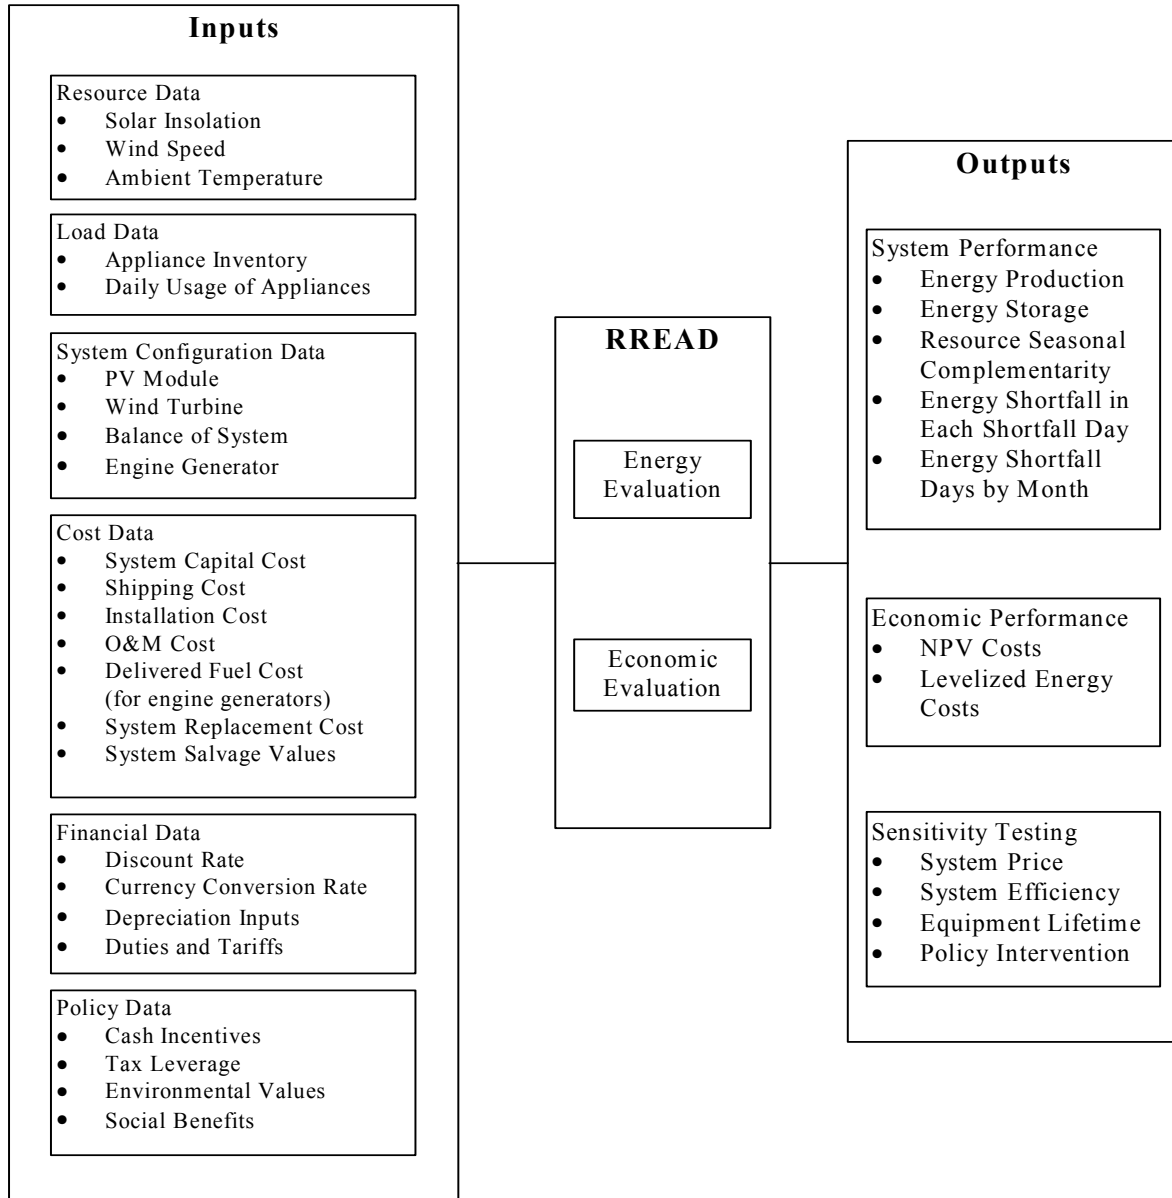 Inputs
Resource Data
• Solar Insolation
• Wind Speed
• Ambient Temperature
Load Data
• Appliance Inventory
• Daily Usage of Appliances
System Configuration Data
• PV Module
• Wind Turbine
• Balance of System
• Engine Generator
Cost Data
• System Capital Cost
• Shipping Cost
• Installation Cost
• O&M Cost
• Delivered Fuel Cost
(for engine generators)
• System Replacement Cost
• System Salvage Values
Financial Data
• Discount Rate
• Currency Conversion Rate
• Depreciation Inputs
• Duties and Tariffs
Policy Data
• Cash Incentives
• Tax Leverage
• Environmental Values
• Social Benefits
RREAD
Energy
Evaluation
Economic
Evaluation
Outputs
System Performance
• Energy Production
• Energy Storage
• Resource Seasonal
Complementarity
• Energy Shortfall in
Each Shortfall Day
• Energy Shortfall
Days by Month
Economic Performance
• NPV Costs
• Levelized Energy
Costs
Sensitivity Testing
• System Price
• System Efficiency
• Equipment Lifetime
• Policy Intervention